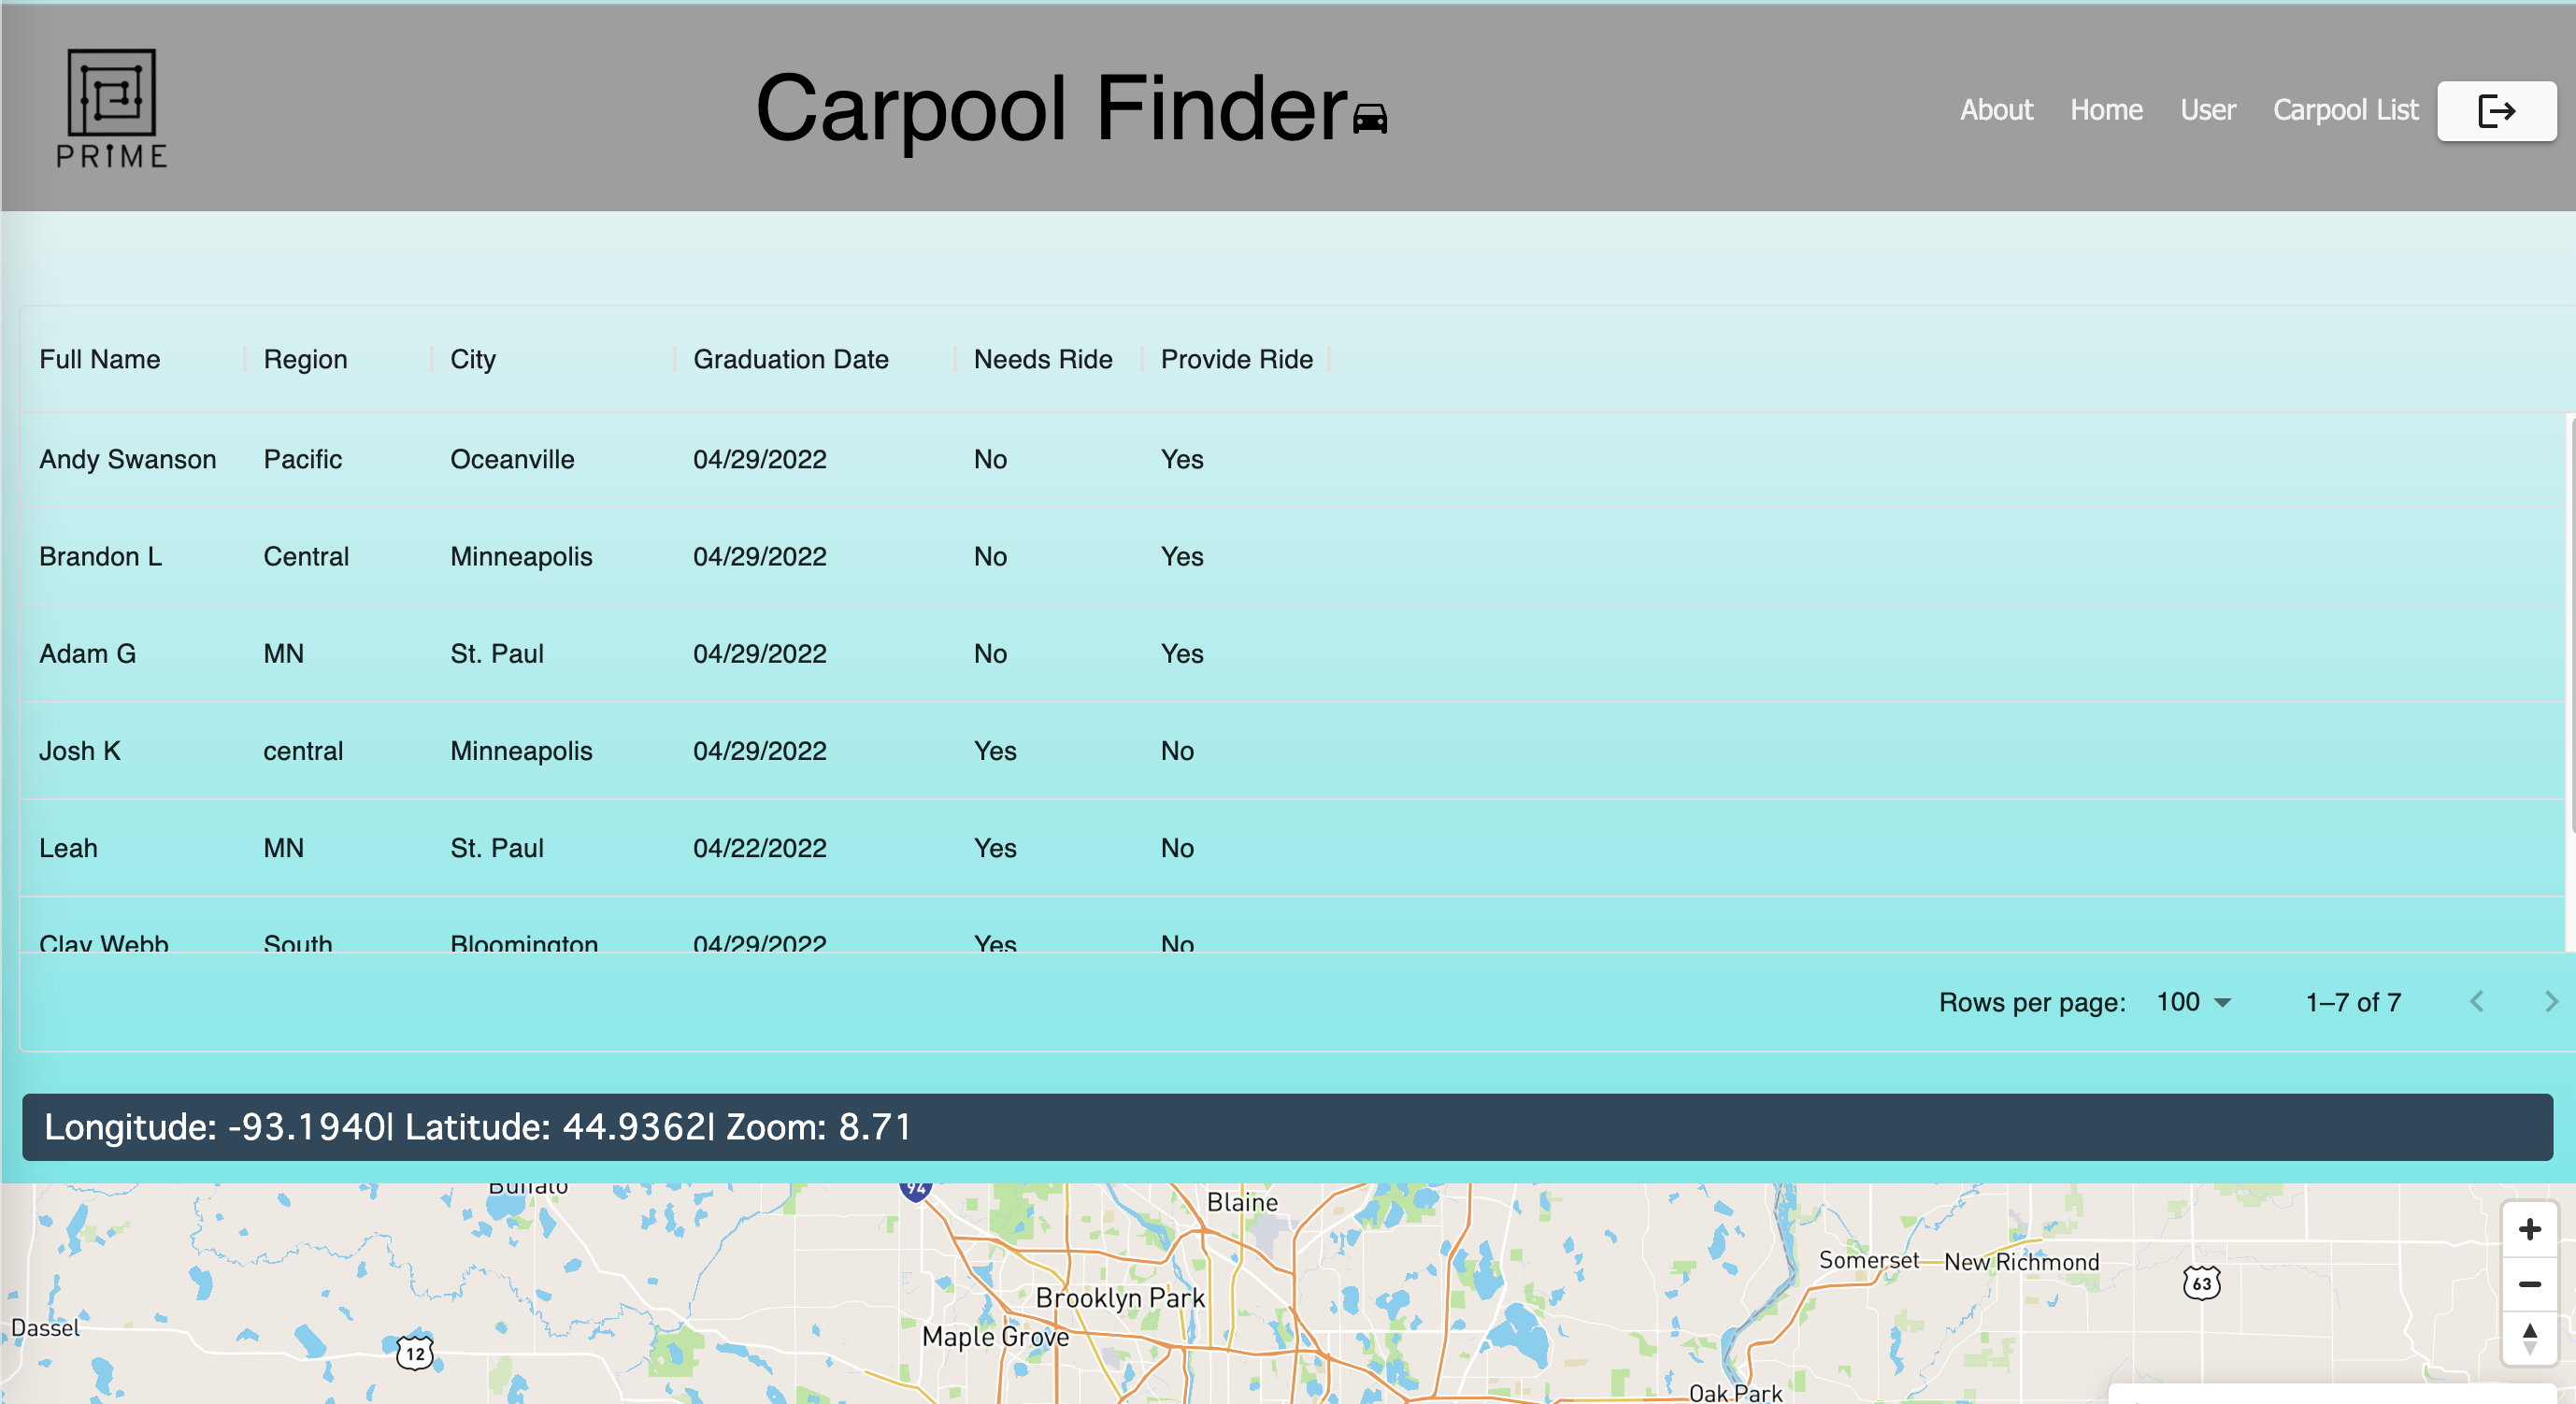 PRIME
Carpool Finder
About Home User Carpool List
Full Name Region City Graduation Date Needs Ride Provide Ride
Andy Swanson Pacific Oceanville 04/29/2022 No Yes
Brandon L Central Minneapolis 04/29/2022 No Yes
Adam G MN St. Paul 04/29/2022 No Yes
Josh K central Minneapolis 04/29/2022 Yes No
Leah MN St. Paul 04/22/2022 Yes No
Clay Webb South Bloomington 04/29/2022 Yes No
Rows per page: 100 1–7 of 7
Longitude: -93.1940| Latitude: 44.9362| Zoom: 8.71
Buffalo
94
Blaine
Somerset
New Richmond
63
Brooklyn Park
Dassel
Maple Grove
12
Oak Park